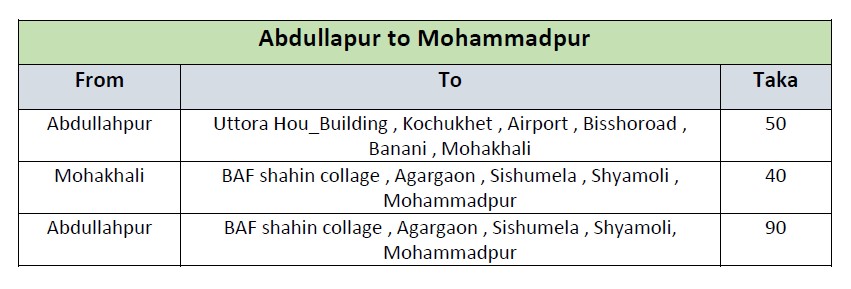 Abdullapur to Mohammadpur
From To Taka
Abdullahpur Uttora Hou_Building , Kochukhet , Airport , Bisshoroad , 50
Banani , Mohakhali
Mohakhali BAF shahin collage , Agargaon , Sishumela , Shyamoli , 40
Mohammadpur
Abdullahpur BAF shahin collage , Agargaon , Sishumela , Shyamoli, 90
Mohammadpur